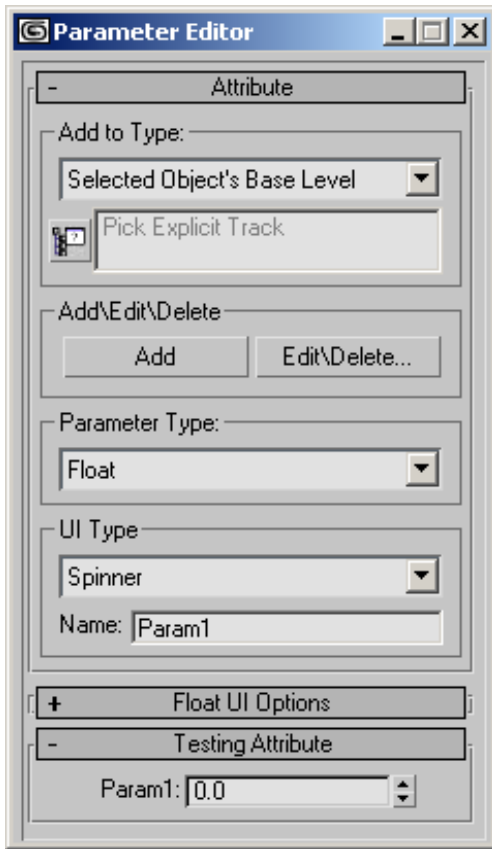 Parameter Editor
- Attribute
Add to Type:
Selected Object's Base Level
Pick Explicit Track
Add\Edit\Delete
Add Edit\Delete...
Parameter Type:
Float
UI Type
Spinner
Name: Param1
+ Float UI Options
- Testing Attribute
Param1: 0.0